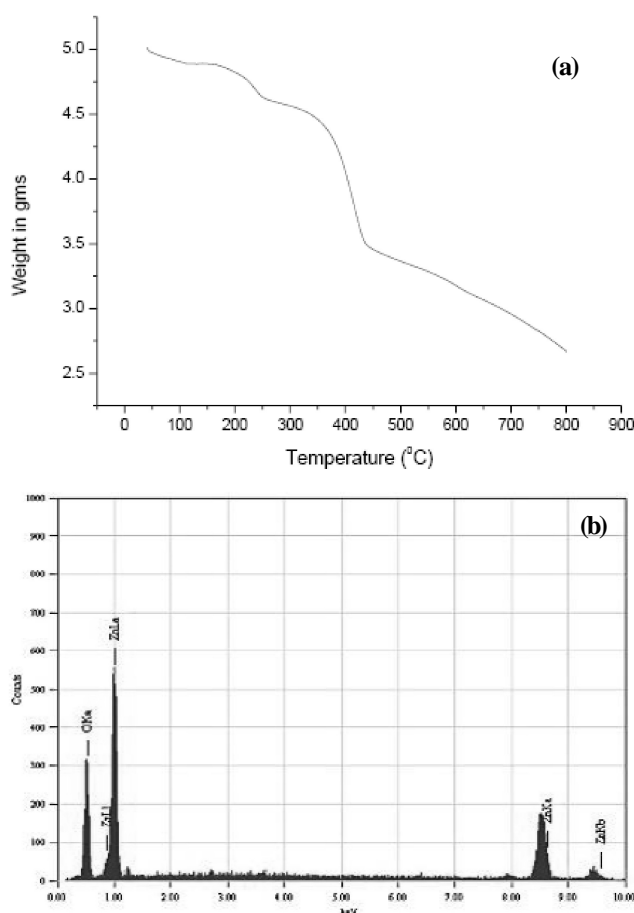 (a)
5.0
4.5
4.0
3.5
3.0
2.5
Weight in gms
0 100 200 300 400 500 600 700 800 900
Temperature (⁰C)
(b)
1000
900
800
700
600
500
400
300
200
100
0
Counts
OKa
ZnLl
ZnLa
ZnKa
ZnKb
0.00 1.00 2.00 3.00 4.00 5.00 6.00 7.00 8.00 9.00 10.00
keV